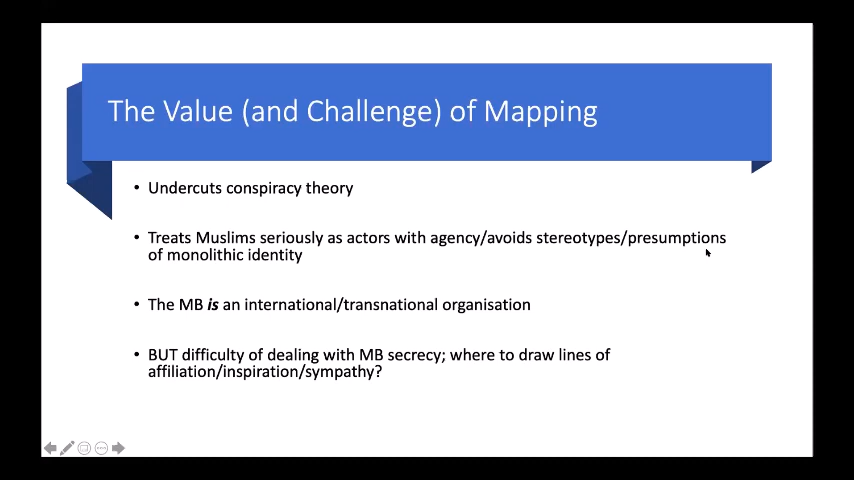 The Value (and Challenge) of Mapping
• Undercuts conspiracy theory
• Treats Muslims seriously as actors with agency/avoids stereotypes/presumptions
of monolithic identity
• The MB is an international/transnational organisation
• BUT difficulty of dealing with MB secrecy; where to draw lines of
affiliation/inspiration/sympathy?